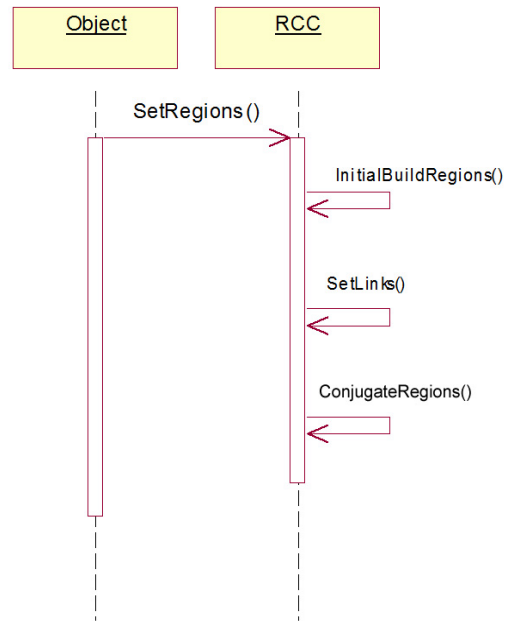 Object
RCC
SetRegions()
InitialBuildRegions()
SetLinks()
ConjugateRegions()